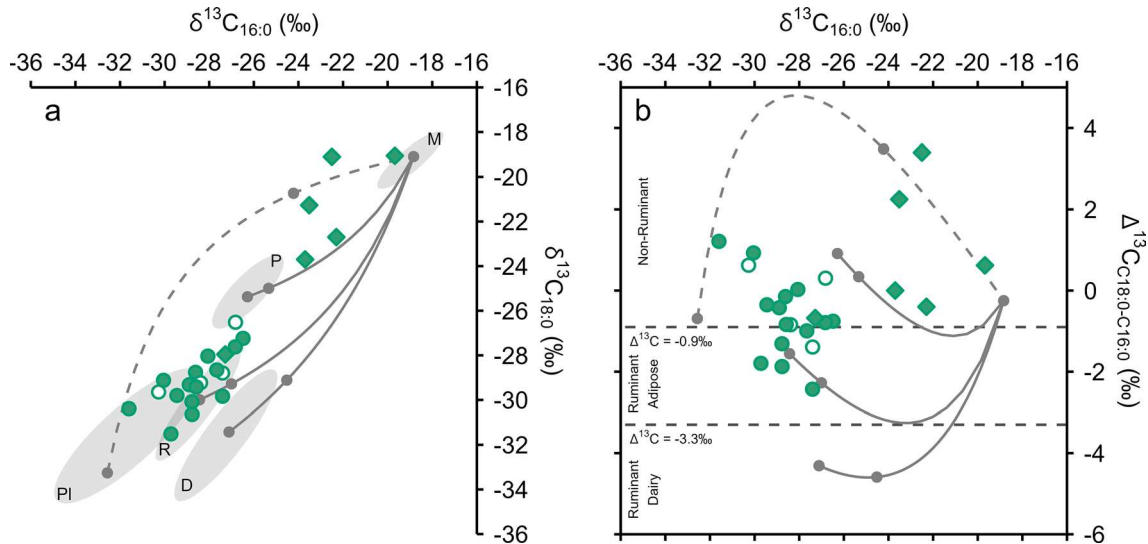 δ¹³C₁₆:₀ (‰)
-36 -34 -32 -30 -28 -26 -24 -22 -20 -18 -16
a
-16
-18
-20
-22
-24
-26
-28
-30
-32
-34
-36
δ¹³C₁₈:₀ (‰)
M
P
R
D
Pl
δ¹³C₁₆:₀ (‰)
-36 -34 -32 -30 -28 -26 -24 -22 -20 -18 -16
b
4
2
0
-2
-4
-6
Δ¹³C C18:0-C16:0 (‰)
Non-Ruminant
Δ¹³C = -0.9‰
Ruminant
Adipose
Δ¹³C = -3.3‰
Ruminant
Dairy